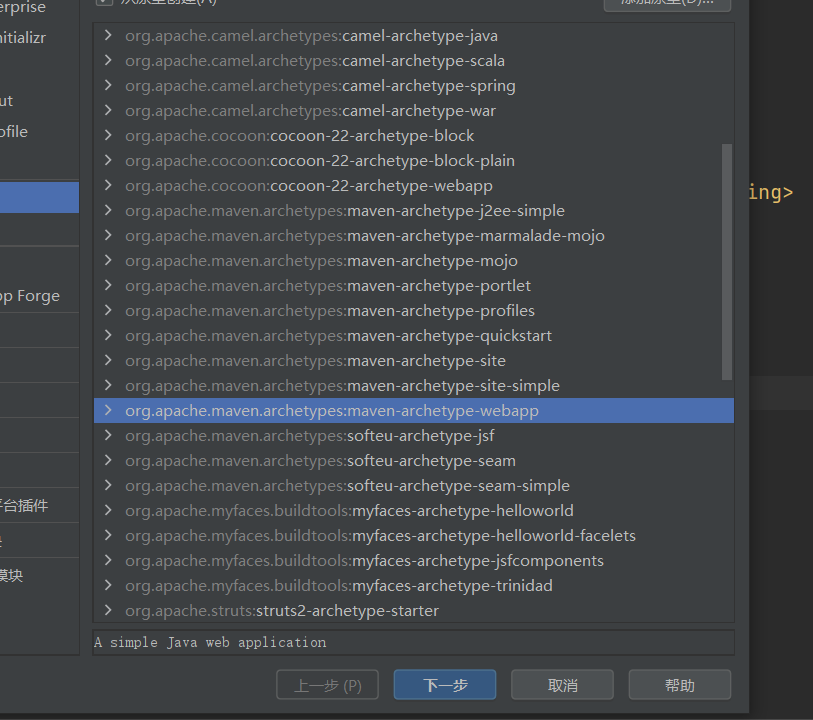 erprise
nitializr
ut
ofile
op Forge
平台插件
模块
从原型创建(A)
添加原型(D)...
org.apache.camel.archetypes:camel-archetype-java
org.apache.camel.archetypes:camel-archetype-scala
org.apache.camel.archetypes:camel-archetype-spring
org.apache.camel.archetypes:camel-archetype-war
org.apache.cocoon:cocoon-22-archetype-block
org.apache.cocoon:cocoon-22-archetype-block-plain
org.apache.cocoon:cocoon-22-archetype-webapp
org.apache.maven.archetypes:maven-archetype-j2ee-simple
org.apache.maven.archetypes:maven-archetype-marmalade-mojo
org.apache.maven.archetypes:maven-archetype-mojo
org.apache.maven.archetypes:maven-archetype-portlet
org.apache.maven.archetypes:maven-archetype-profiles
org.apache.maven.archetypes:maven-archetype-quickstart
org.apache.maven.archetypes:maven-archetype-site
org.apache.maven.archetypes:maven-archetype-site-simple
org.apache.maven.archetypes:maven-archetype-webapp
org.apache.maven.archetypes:softeu-archetype-jsf
org.apache.maven.archetypes:softeu-archetype-seam
org.apache.maven.archetypes:softeu-archetype-seam-simple
org.apache.myfaces.buildtools:myfaces-archetype-helloworld
org.apache.myfaces.buildtools:myfaces-archetype-helloworld-facelets
org.apache.myfaces.buildtools:myfaces-archetype-jsfcomponents
org.apache.myfaces.buildtools:myfaces-archetype-trinidad
org.apache.struts:struts2-archetype-starter
A simple Java web application
上一步 (P)
下一步
取消
帮助
ing>